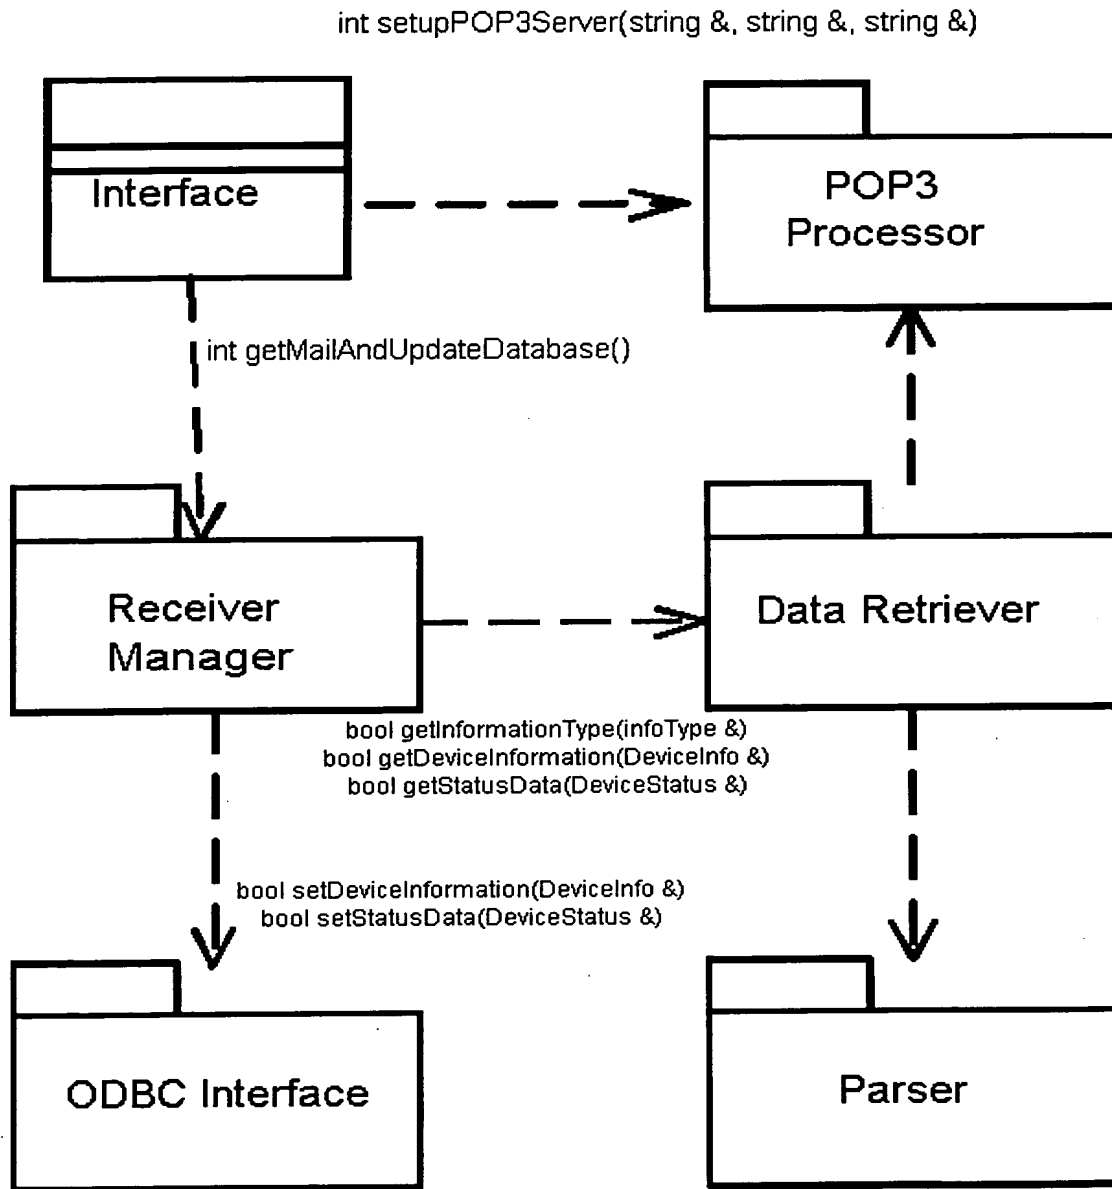 int setupPOP3Server(string &, string &, string &)
Interface
POP3
Processor
int getMailAndUpdateDatabase()
Receiver
Manager
Data Retriever
bool getInformationType(infoType &)
bool getDeviceInformation(DeviceInfo &)
bool getStatusData(DeviceStatus &)
bool setDeviceInformation(DeviceInfo &)
bool setStatusData(DeviceStatus &)
ODBC Interface
Parser